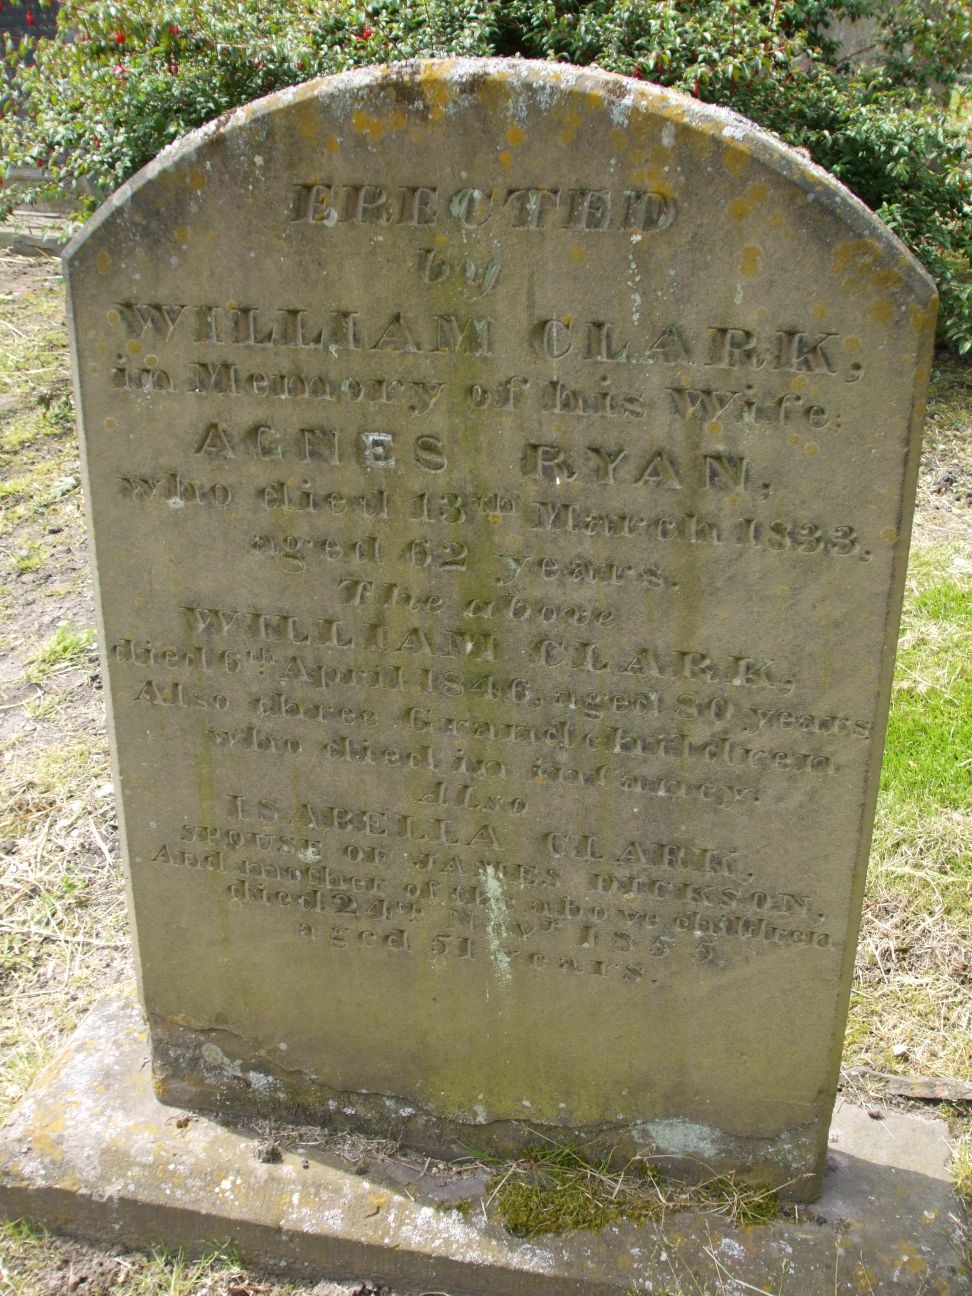 ERECTED
by
WILLIAM CLARK,
in Memory of his Wife;
AGNES RYAN,
who died 13th March 1833,
aged 62 years.
The above
WILLIAM CLARK,
died 6th April 1846, aged 80 years
Also three Grandchildren,
who died in infancy.
Also
ISABELLA CLARK,
SPOUSE OF JAMES DICKSON,
And mother of the above children
died 24th Novr 1855,
aged 51 years.